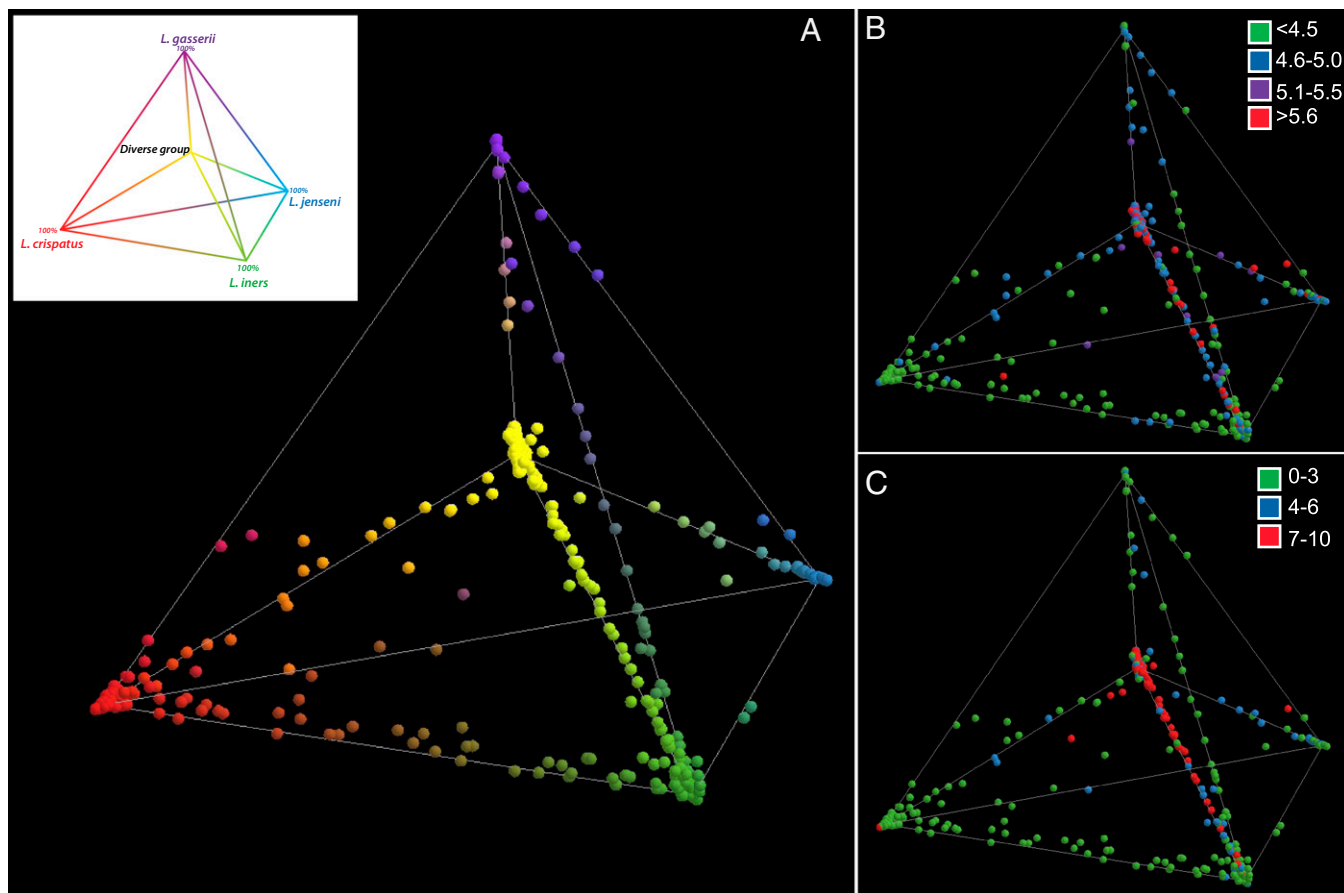 A
L. gasserii
100%
Diverse group
100%
L. jenseni
100%
L. crispatus
100%
L. iners
B
<4.5
4.6-5.0
5.1-5.5
>5.6
C
0-3
4-6
7-10